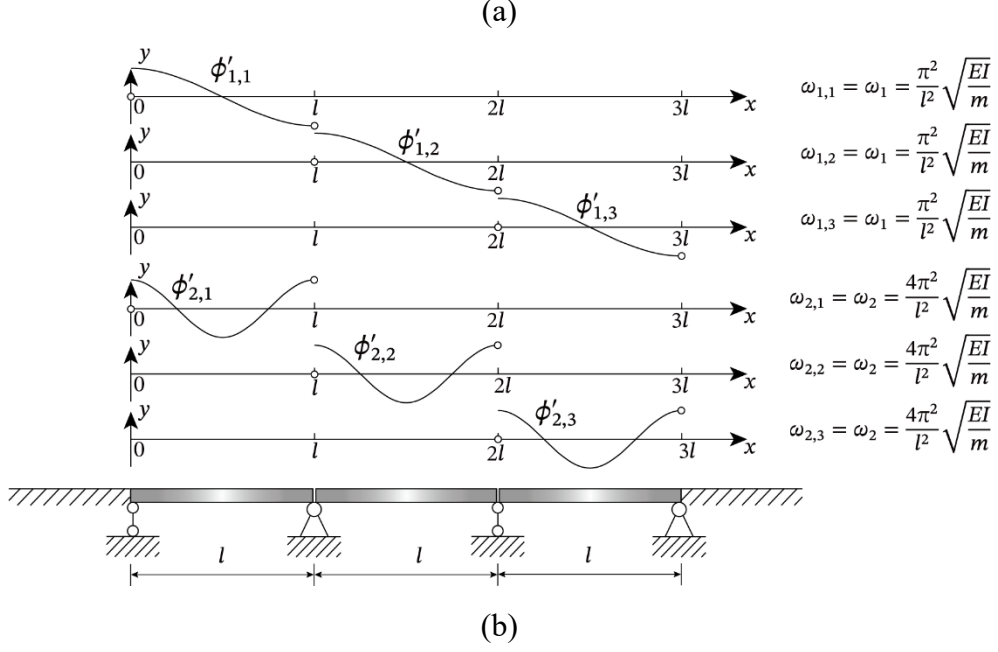 (a)
y ϕ′1,1 ω1,1 = ω1 = π²/l² √(EI/m)
0 l 2l 3l x
y ϕ′1,2 ω1,2 = ω1 = π²/l² √(EI/m)
0 l 2l 3l x
y ϕ′1,3 ω1,3 = ω1 = π²/l² √(EI/m)
0 l 2l 3l x
y ϕ′2,1 ω2,1 = ω2 = 4π²/l² √(EI/m)
0 l 2l 3l x
y ϕ′2,2 ω2,2 = ω2 = 4π²/l² √(EI/m)
0 l 2l 3l x
y ϕ′2,3 ω2,3 = ω2 = 4π²/l² √(EI/m)
0 l 2l 3l x
l l l
(b)